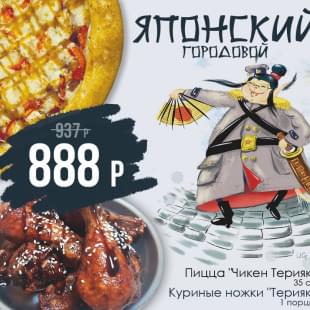 ЯПОНСКИЙ
ГОРОДОВОЙ
937 Р
888 Р
Пицца "Чикен Терияк
35 с
Куриные ножки "Терияк
1 порц